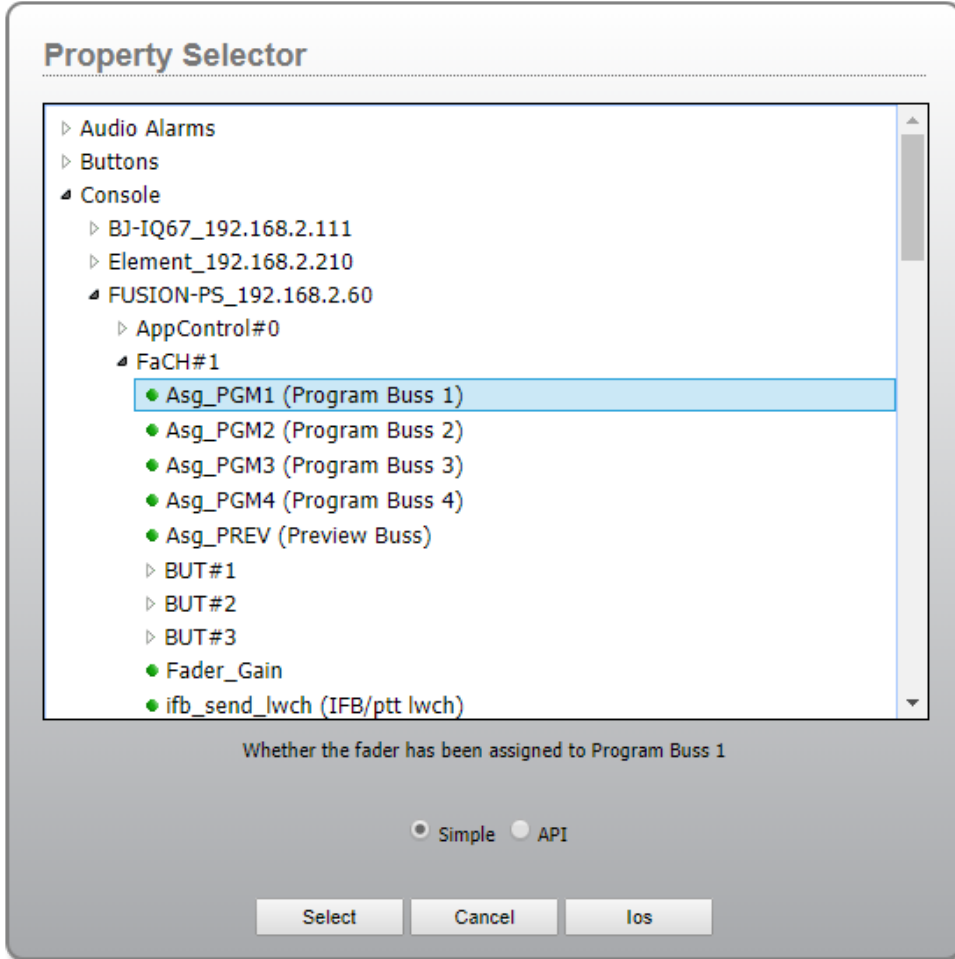 Property Selector
Audio Alarms
Buttons
Console
BJ-IQ67_192.168.2.111
Element_192.168.2.210
FUSION-PS_192.168.2.60
AppControl#0
FaCH#1
Asg_PGM1 (Program Buss 1)
Asg_PGM2 (Program Buss 2)
Asg_PGM3 (Program Buss 3)
Asg_PGM4 (Program Buss 4)
Asg_PREV (Preview Buss)
BUT#1
BUT#2
BUT#3
Fader_Gain
ifb_send_lwch (IFB/ptt lwch)
Whether the fader has been assigned to Program Buss 1
Simple API
Select Cancel Ios